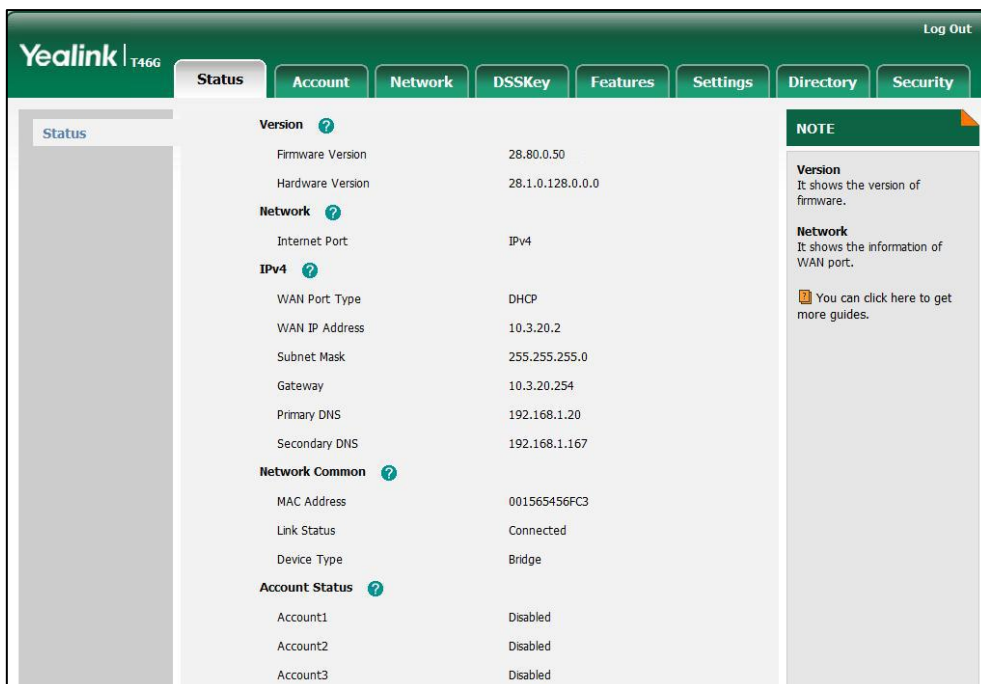 Log Out
Yealink | T46G
Status
Account
Network
DSSKey
Features
Settings
Directory
Security
Status
Version ?
Firmware Version 28.80.0.50
Hardware Version 28.1.0.128.0.0.0
Network ?
Internet Port IPv4
IPv4 ?
WAN Port Type DHCP
WAN IP Address 10.3.20.2
Subnet Mask 255.255.255.0
Gateway 10.3.20.254
Primary DNS 192.168.1.20
Secondary DNS 192.168.1.167
Network Common ?
MAC Address 001565456FC3
Link Status Connected
Device Type Bridge
Account Status ?
Account1 Disabled
Account2 Disabled
Account3 Disabled
NOTE
Version
It shows the version of
firmware.
Network
It shows the information of
WAN port.
? You can click here to get
more guides.